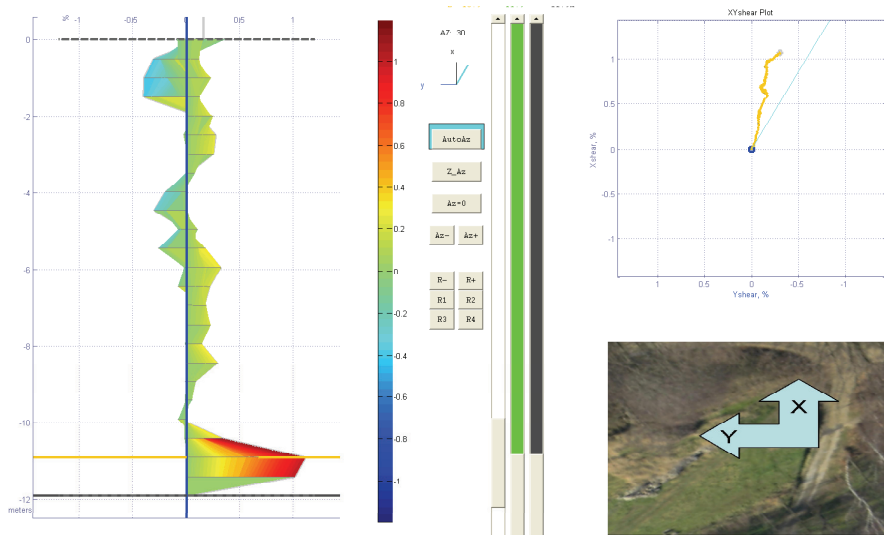 aR
-1
-0.5
0
0.5
1
0
-2
-4
-6
-8
-10
-12
meters
1
0.8
0.6
0.4
0.2
0
-0.2
-0.4
-0.6
-0.8
-1
AZ: 30
x
y
AutoAz
Z_Az
Az=0
Az- Az+
R- R+
R1 R2
R3 R4
XYshear Plot
1
0.5
0
-0.5
-1
Xshear, %
1
0.5
0
-0.5
-1
Yshear, %
X
Y